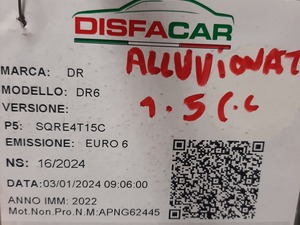 DISFACAR
ALLUVIONAT
MARCA: DR
MODELLO: DR6
VERSIONE: 1.5 C.C
P5: SQRE4T15C
EMISSIONE: EURO 6
NS: 16/2024
DATA:03/01/2024 09:06:00
ANNO IMM: 2022
Mot.Non.Pro.N.M:APNG62445